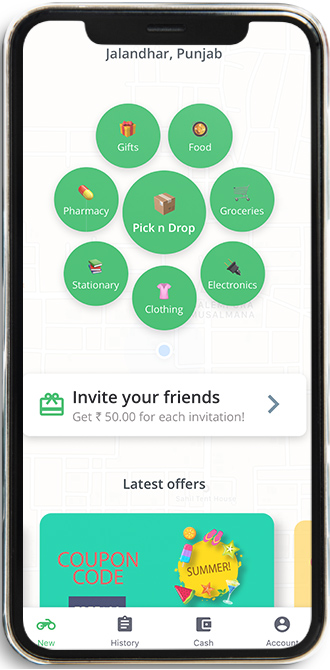 Jalandhar, Punjab
Gifts
Food
Pharmacy
Pick n Drop
Groceries
Stationary
Clothing
Electronics
Invite your friends
Get ₹ 50.00 for each invitation!
Latest offers
COUPON
CODE
SUMMER!
New
History
Cash
Account